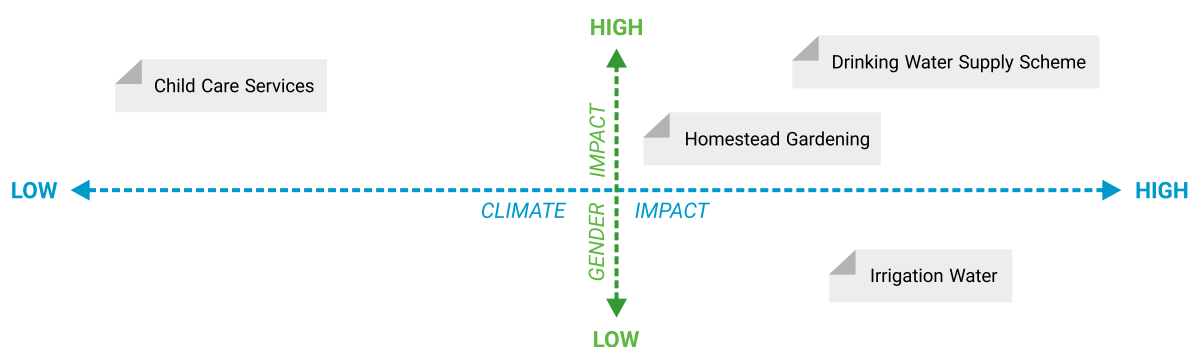 HIGH
Drinking Water Supply Scheme
Child Care Services
Homestead Gardening
LOW
HIGH
CLIMATE IMPACT
GENDER IMPACT
Irrigation Water
LOW